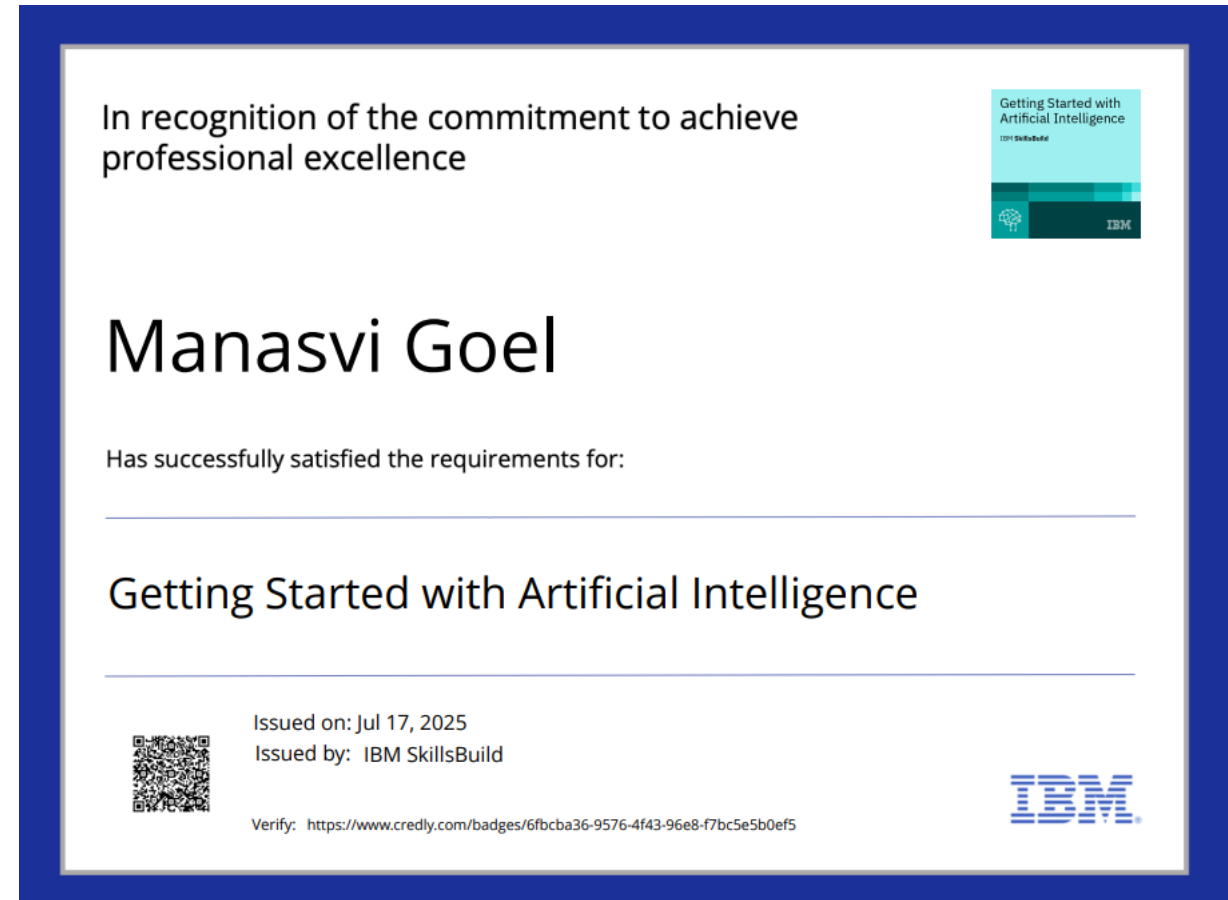 In recognition of the commitment to achieve
professional excellence
Getting Started with
Artificial Intelligence
IBM SkillsBuild
IBM
Manasvi Goel
Has successfully satisfied the requirements for:
Getting Started with Artificial Intelligence
Issued on: Jul 17, 2025
Issued by: IBM SkillsBuild
Verify: https://www.credly.com/badges/6fbcba36-9576-4f43-96e8-f7bc5e5b0ef5
IBM®